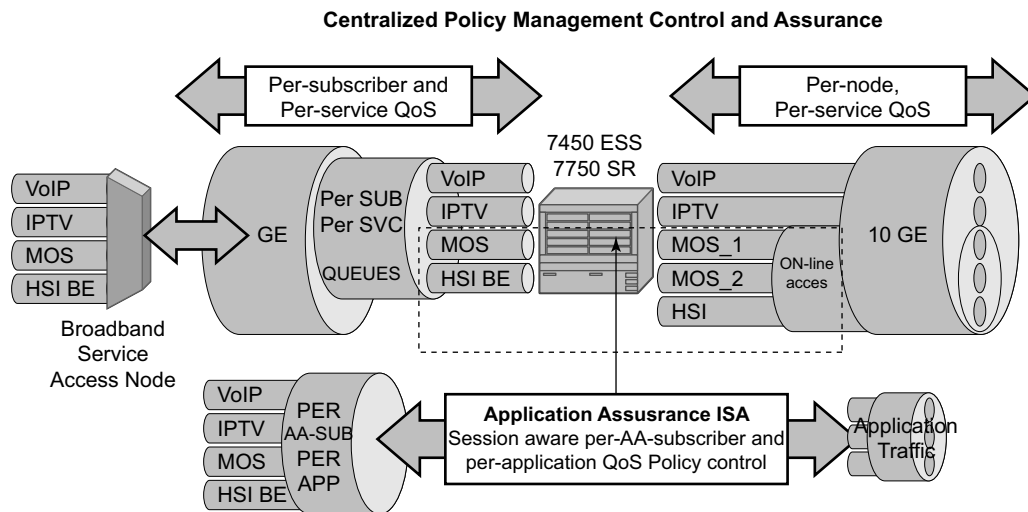 Centralized Policy Management Control and Assurance
Per-subscriber and
Per-service QoS
Per-node,
Per-service QoS
7450 ESS
7750 SR
VoIP
IPTV
MOS
HSI BE
Broadband
Service
Access Node
GE
Per SUB
Per SVC
QUEUES
VoIP
IPTV
MOS
HSI BE
VoIP
IPTV
MOS_1
MOS_2
HSI
ON-line
acces
10 GE
VoIP
IPTV
MOS
HSI BE
PER
AA-SUB
PER
APP
Application Assusrance ISA
Session aware per-AA-subscriber and
per-application QoS Policy control
Application
Traffic